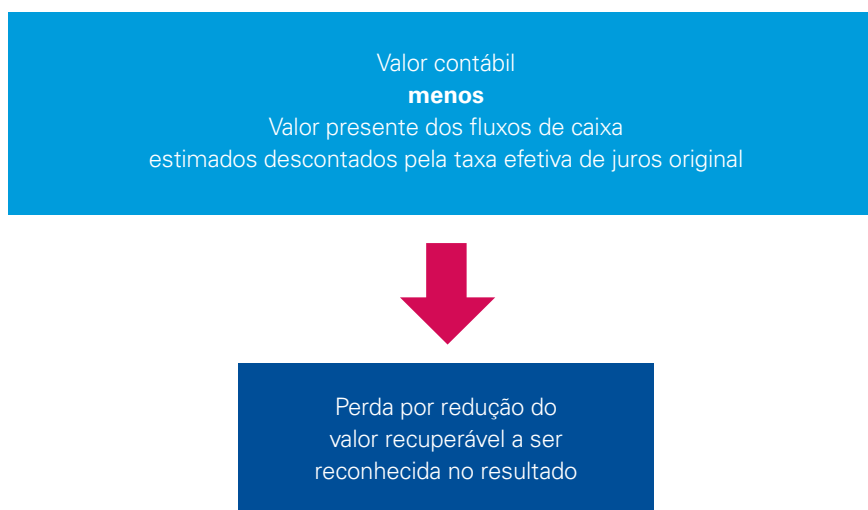 Valor contábil
menos
Valor presente dos fluxos de caixa
estimados descontados pela taxa efetiva de juros original
Perda por redução do
valor recuperável a ser
reconhecida no resultado